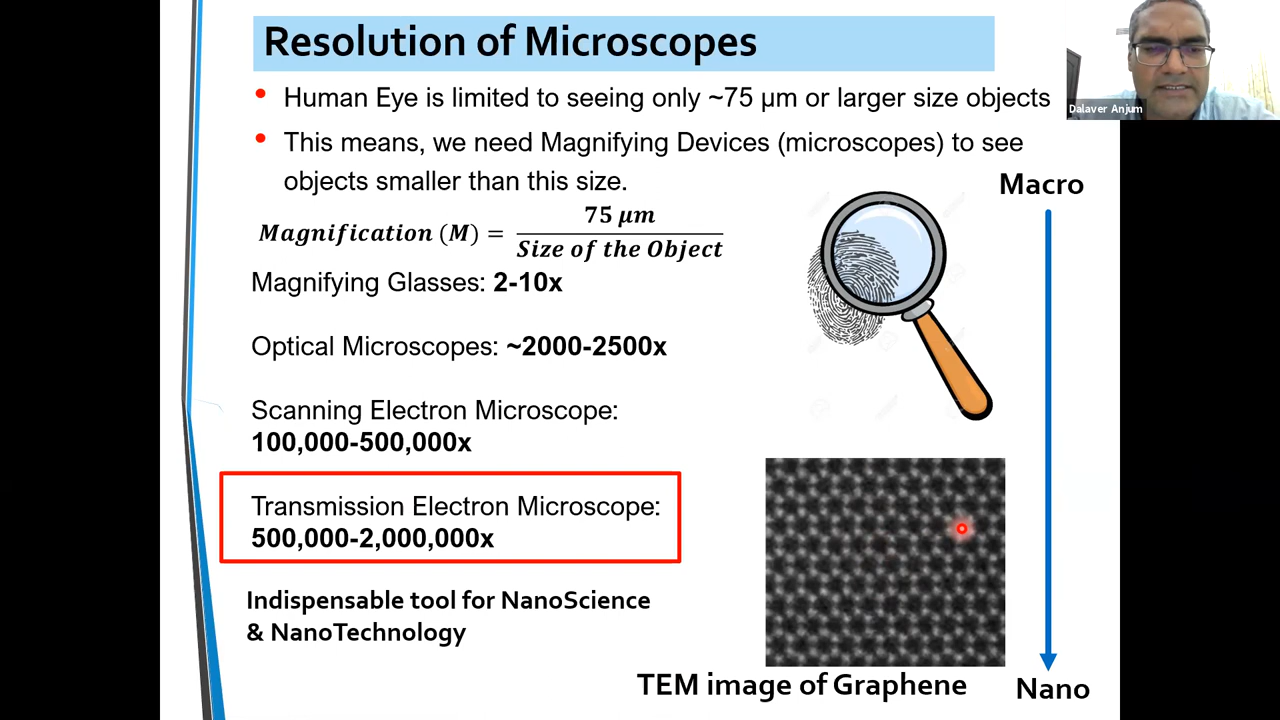 Resolution of Microscopes
Dalaver Anjum
• Human Eye is limited to seeing only ~75 μm or larger size objects
• This means, we need Magnifying Devices (microscopes) to see
objects smaller than this size.
Macro
Magnification (M) = 75 μm / Size of the Object
Magnifying Glasses: 2-10x
Optical Microscopes: ~2000-2500x
Scanning Electron Microscope:
100,000-500,000x
Transmission Electron Microscope:
500,000-2,000,000x
Indispensable tool for NanoScience
& NanoTechnology
TEM image of Graphene
Nano